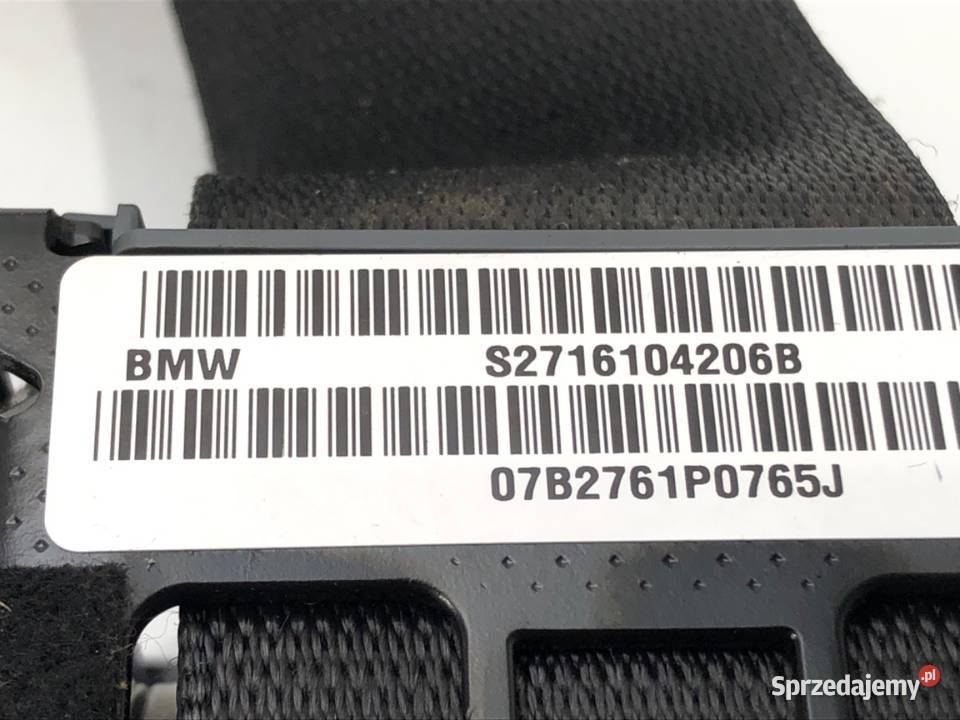 BMW S2716104206B
07B2761P0765J
Sprzedajemy.pl